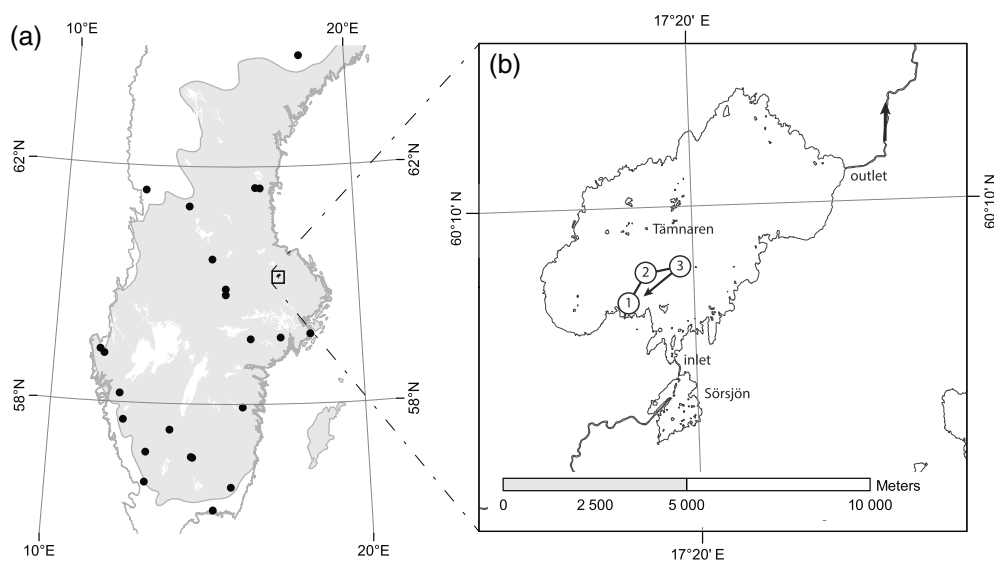 (a)
10°E
20°E
62°N
62°N
58°N
58°N
10°E
20°E
17°20' E
(b)
outlet
60°10' N
60°10' N
Tämnaren
3
2
1
inlet
Sörsjön
Meters
0
2 500
5 000
10 000
17°20' E